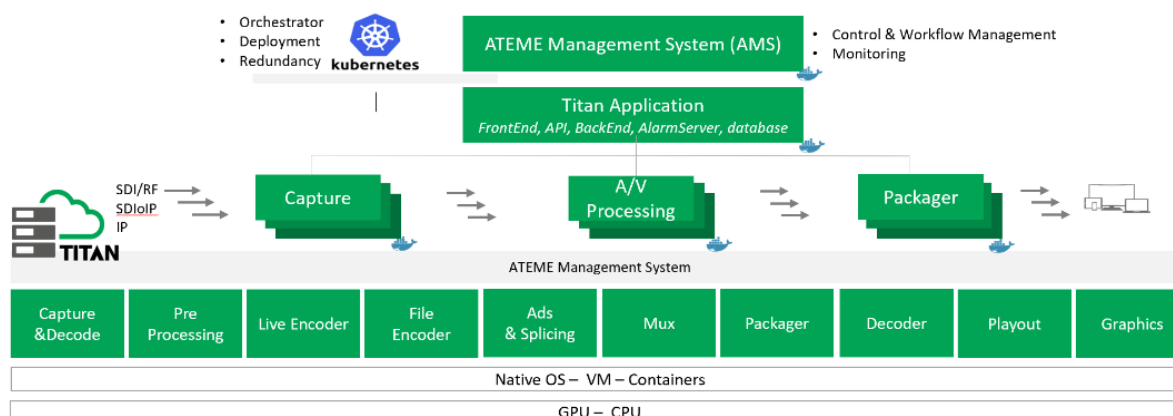 • Orchestrator
• Deployment
• Redundancy
kubernetes
ATEME Management System (AMS)
• Control & Workflow Management
• Monitoring
Titan Application
FrontEnd, API, BackEnd, AlarmServer, database
SDI/RF
SDIoIP
IP
TITAN
Capture
A/V
Processing
Packager
ATEME Management System
Capture
&Decode
Pre
Processing
Live Encoder
File
Encoder
Ads
& Splicing
Mux
Packager
Decoder
Playout
Graphics
Native OS – VM – Containers
GPU – CPU